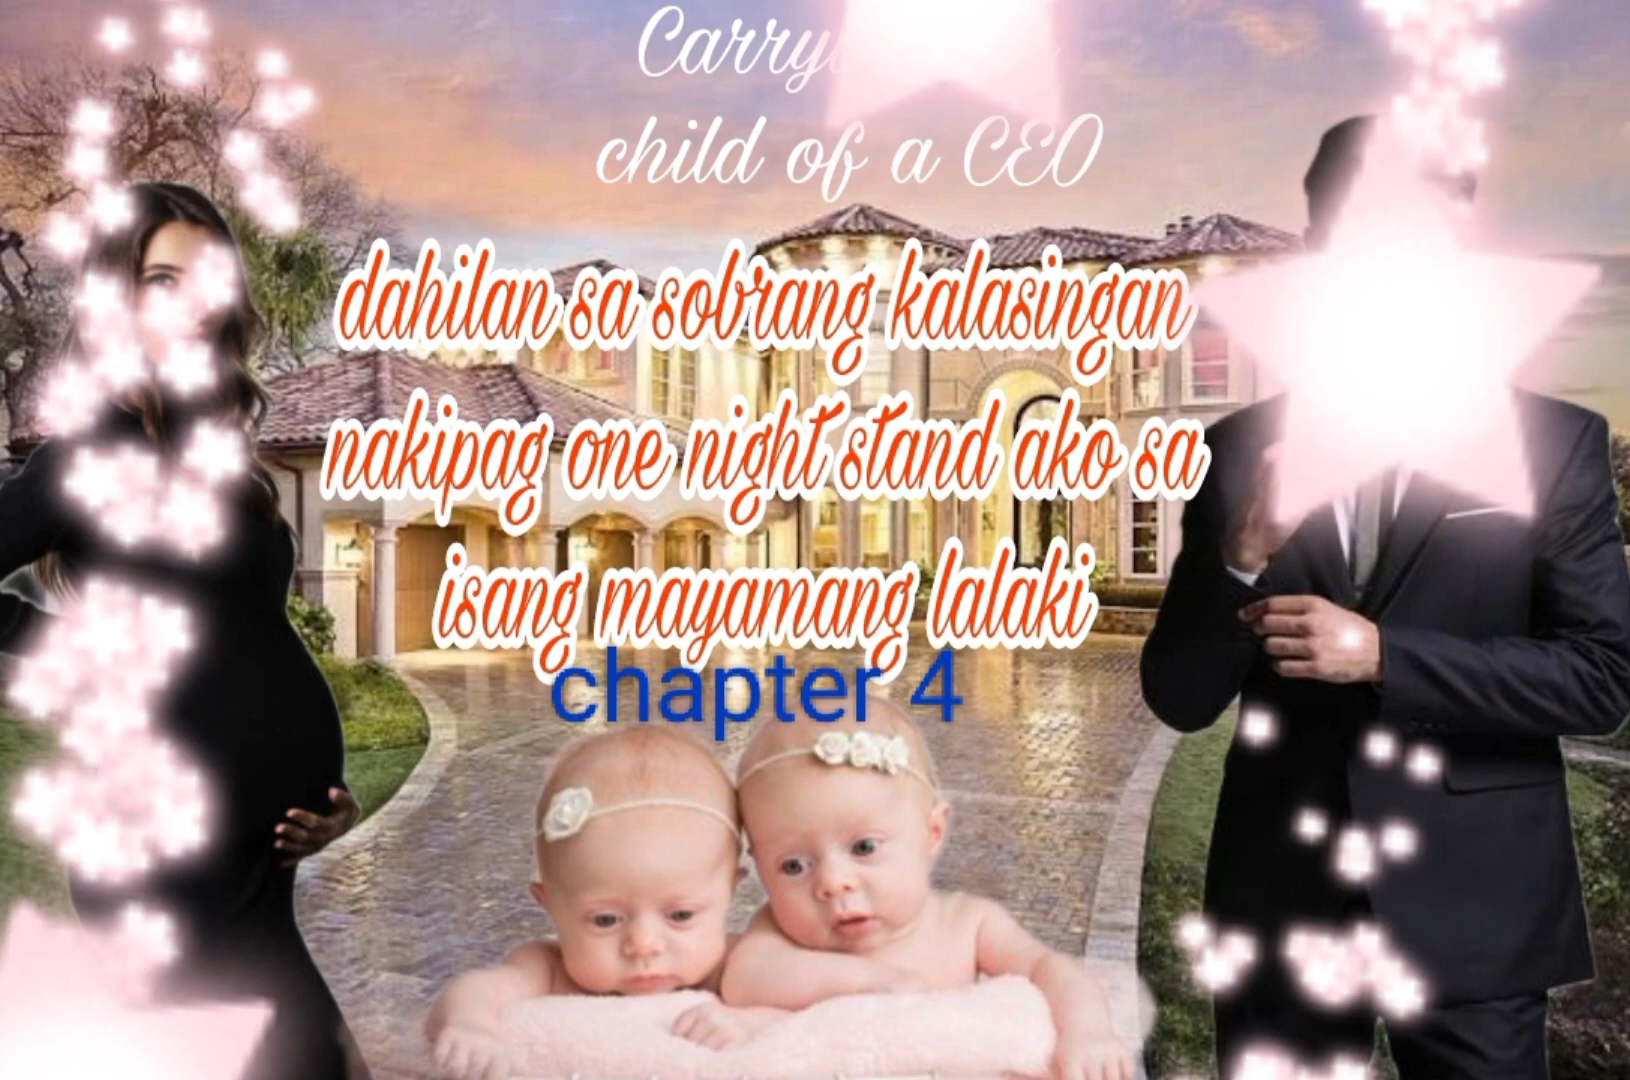 child of a CEO
dahilan sa sobrang kalasingan
nakipag one night stand ako sa
isang mayamang lalaki
chapter 4